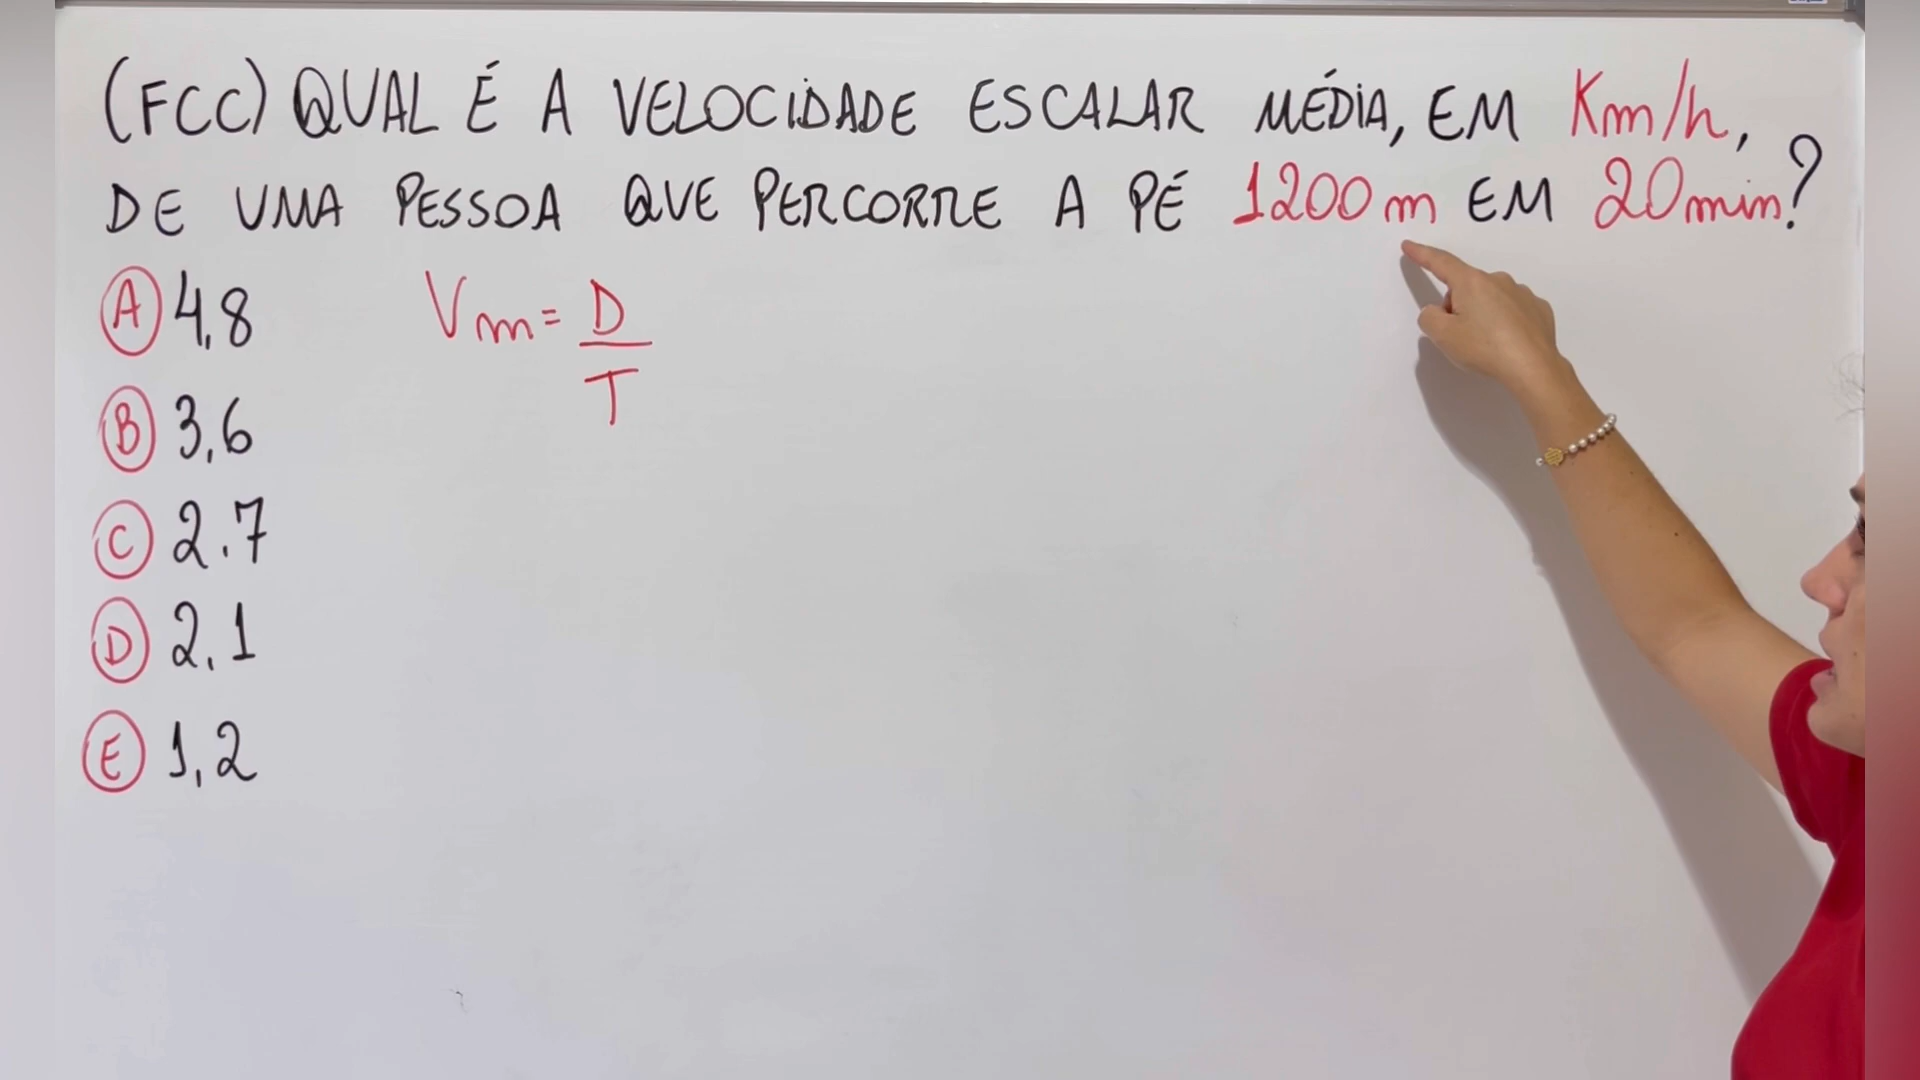 (FCC) QUAL É A VELOCIDADE ESCALAR MÉDIA, EM Km/h,
DE UMA PESSOA QUE PERCORRE A PÉ 1200m EM 20min?
A 4,8
Vm = D
T
B 3,6
C 2.7
D 2,1
E 1,2